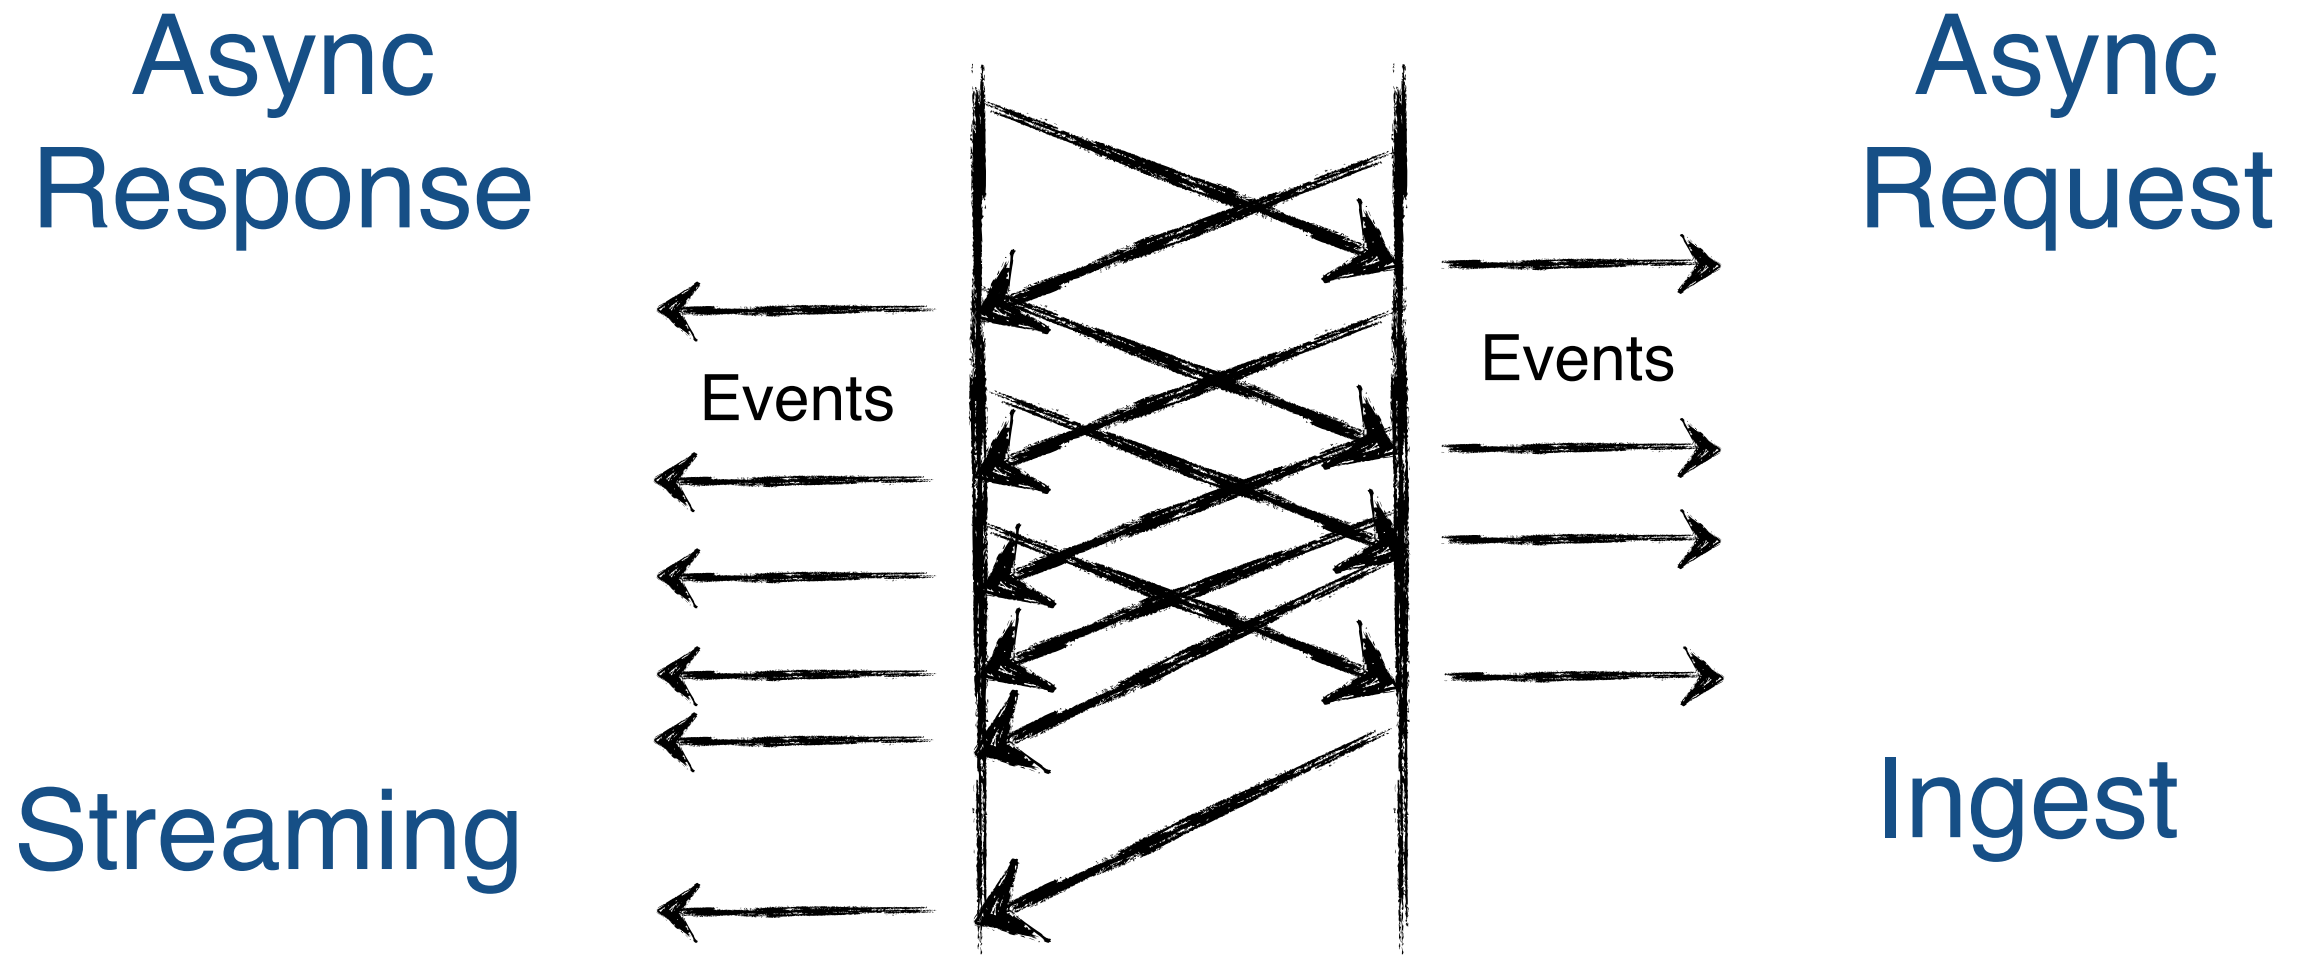 Async
Response
Async
Request
Events
Events
Streaming
Ingest